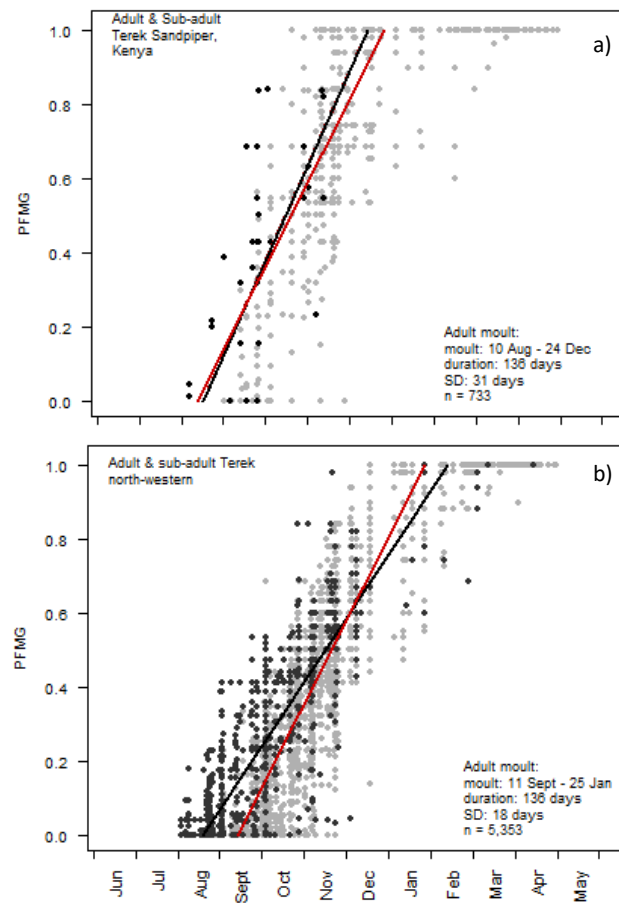 Adult & Sub-adult
Terek Sandpiper,
Kenya
a)
1.0
0.8
0.6
0.4
0.2
0.0
PFMG
Adult moult:
moult: 10 Aug - 24 Dec
duration: 136 days
SD: 31 days
n = 733
Adult & sub-adult Terek
north-western
b)
1.0
0.8
0.6
0.4
0.2
0.0
PFMG
Adult moult:
moult: 11 Sept - 25 Jan
duration: 136 days
SD: 18 days
n = 5,353
Jun
Jul
Aug
Sept
Oct
Nov
Dec
Jan
Feb
Mar
Apr
May